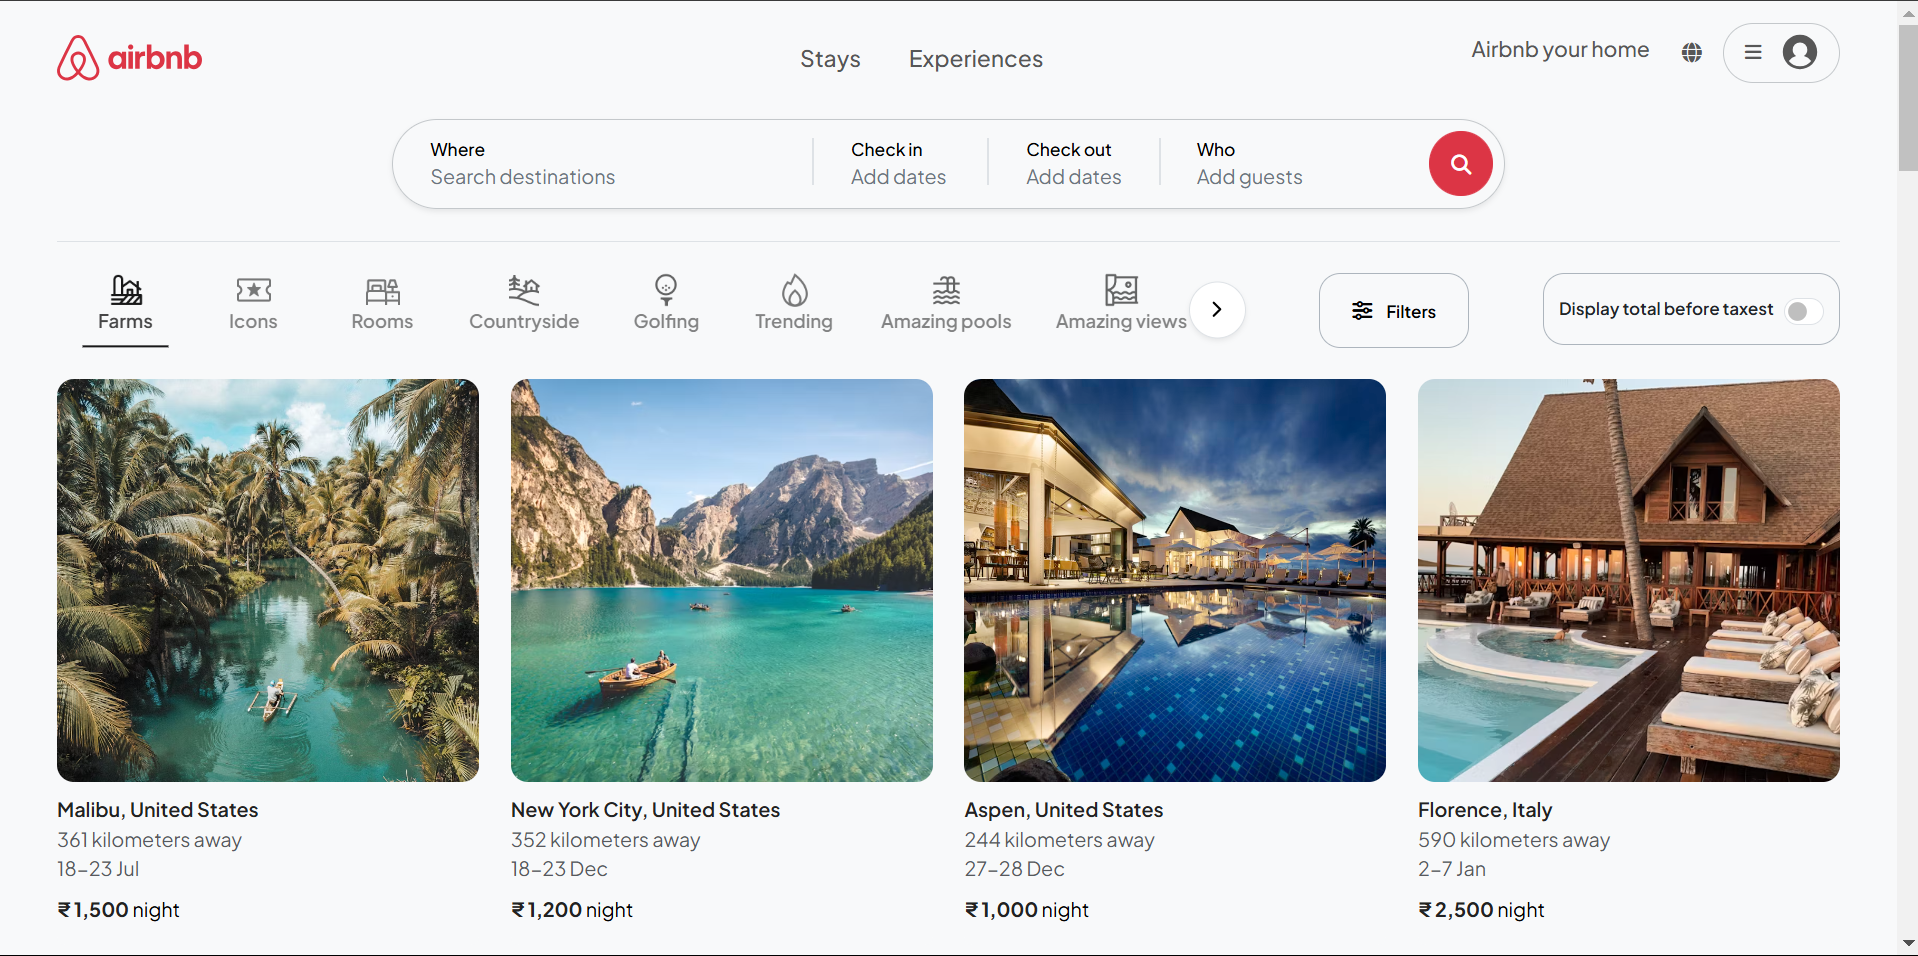 airbnb
Stays
Experiences
Airbnb your home
Where
Search destinations
Check in
Add dates
Check out
Add dates
Who
Add guests
Farms
Icons
Rooms
Countryside
Golfing
Trending
Amazing pools
Amazing views
Filters
Display total before taxest
Malibu, United States
361 kilometers away
18–23 Jul
₹1,500 night
New York City, United States
352 kilometers away
18–23 Dec
₹1,200 night
Aspen, United States
244 kilometers away
27–28 Dec
₹1,000 night
Florence, Italy
590 kilometers away
2–7 Jan
₹2,500 night